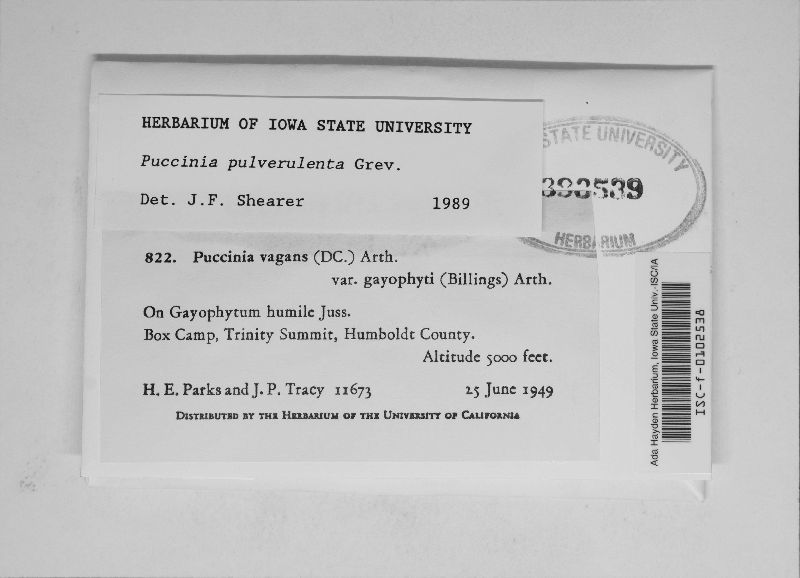 HERBARIUM OF IOWA STATE UNIVERSITY
Puccinia pulverulenta Grev.
Det. J.F. Shearer 1989
STATE UNIVERSITY
HERBARIUM
822. Puccinia vagans (DC.) Arth.
var. gayophyti (Billings) Arth.
On Gayophytum humile Juss.
Box Camp, Trinity Summit, Humboldt County.
Altitude 5000 feet.
H. E. Parks and J. P. Tracy 11673 25 June 1949
Distributed by the Herbarium of the University of California
Ada Hayden Herbarium, Iowa State Univ.-ISC/IA
ISC-f-0102538